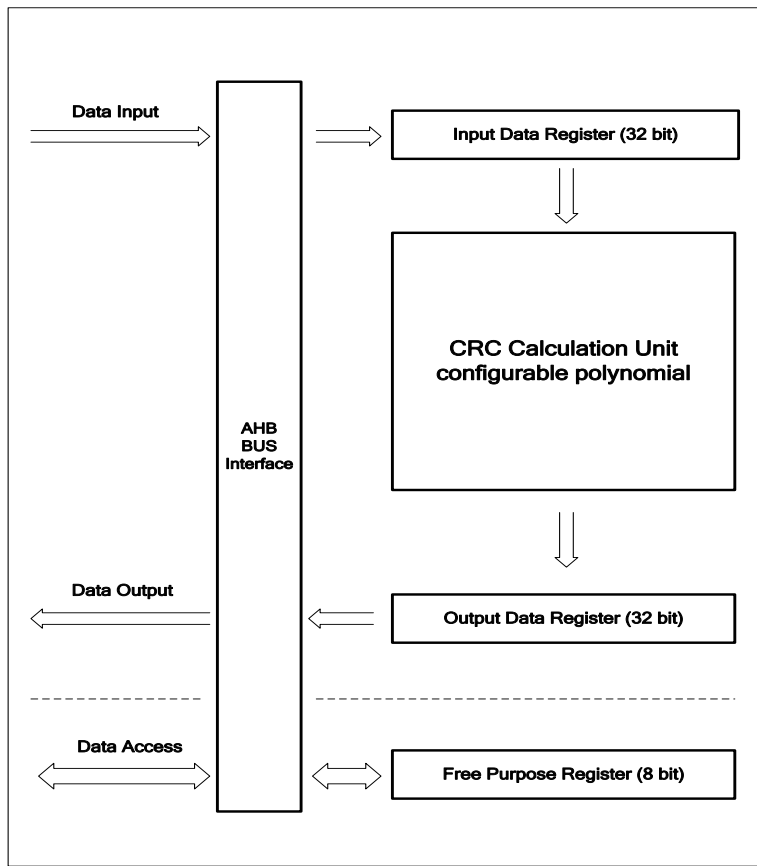 Data Input
Input Data Register (32 bit)
CRC Calculation Unit
configurable polynomial
AHB
BUS
Interface
Data Output
Output Data Register (32 bit)
Data Access
Free Purpose Register (8 bit)